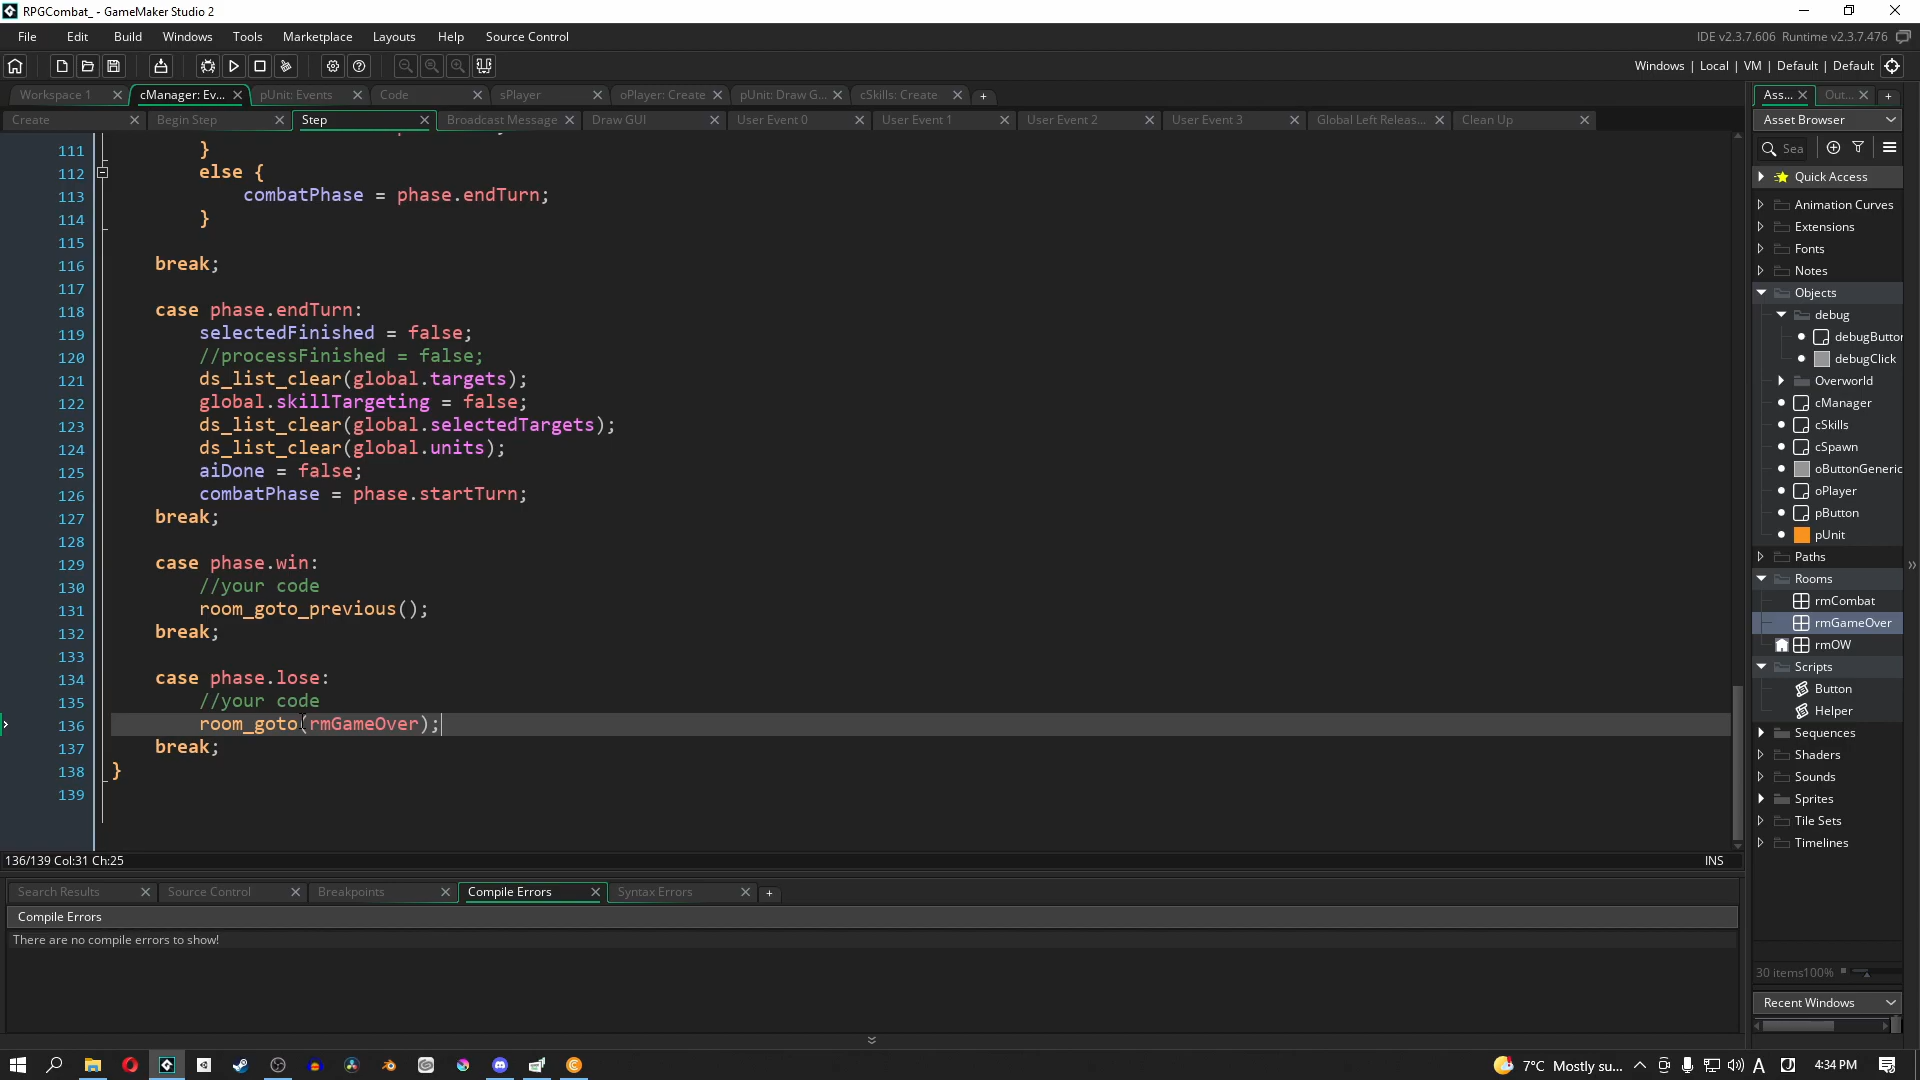 RPGCombat_ - GameMaker Studio 2
File Edit Build Windows Tools Marketplace Layouts Help Source Control
IDE v2.3.7.606 Runtime v2.3.7.476
Windows | Local | VM | Default | Default
Workspace 1 cManager: Ev... pUnit: Events Code sPlayer oPlayer: Create pUnit: Draw G... cSkills: Create
Create Begin Step Step Broadcast Message Draw GUI User Event 0 User Event 1 User Event 2 User Event 3 Global Left Releas... Clean Up
111 }
112 else {
113 combatPhase = phase.endTurn;
114 }
115
116 break;
117
118 case phase.endTurn:
119 selectedFinished = false;
120 //processFinished = false;
121 ds_list_clear(global.targets);
122 global.skillTargeting = false;
123 ds_list_clear(global.selectedTargets);
124 ds_list_clear(global.units);
125 aiDone = false;
126 combatPhase = phase.startTurn;
127 break;
128
129 case phase.win:
130 //your code
131 room_goto_previous();
132 break;
133
134 case phase.lose:
135 //your code
136 room_goto(rmGameOver);
137 break;
138 }
139
136/139 Col:31 Ch:25 INS
Search Results Source Control Breakpoints Compile Errors Syntax Errors
Compile Errors
There are no compile errors to show!
Ass... Out...
Asset Browser
Sea
Quick Access
Animation Curves
Extensions
Fonts
Notes
Objects
debug
debugButtor
debugClick
Overworld
cManager
cSkills
cSpawn
oButtonGeneric
oPlayer
pButton
pUnit
Paths
Rooms
rmCombat
rmGameOver
rmOW
Scripts
Button
Helper
Sequences
Shaders
Sounds
Sprites
Tile Sets
Timelines
30 items100%
Recent Windows
7°C Mostly su... A 4:34 PM